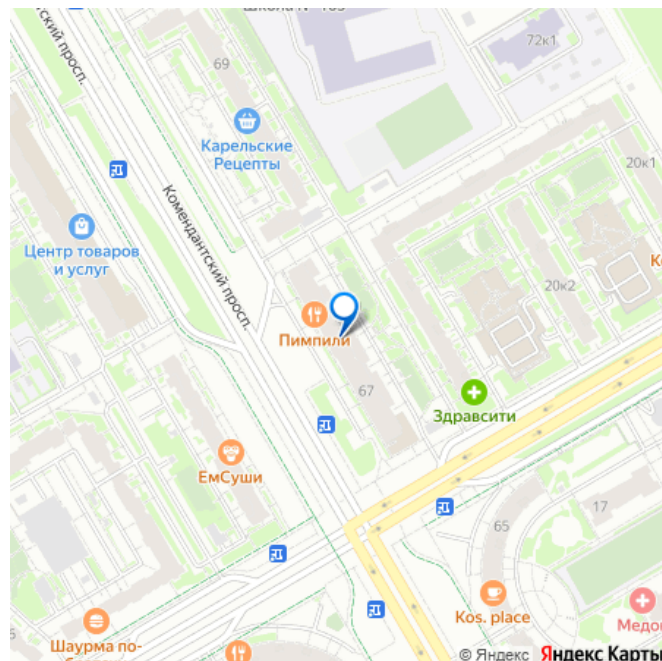 72к1
69
Карельские
Рецепты
20к1
Комендантский просп.
Центр товаров
и услуг
20к2
Пимпили
67
Здравсити
ЕмСуши
17
65
Kos. place
Шаурма по-
© Яндекс Яндекс Карты